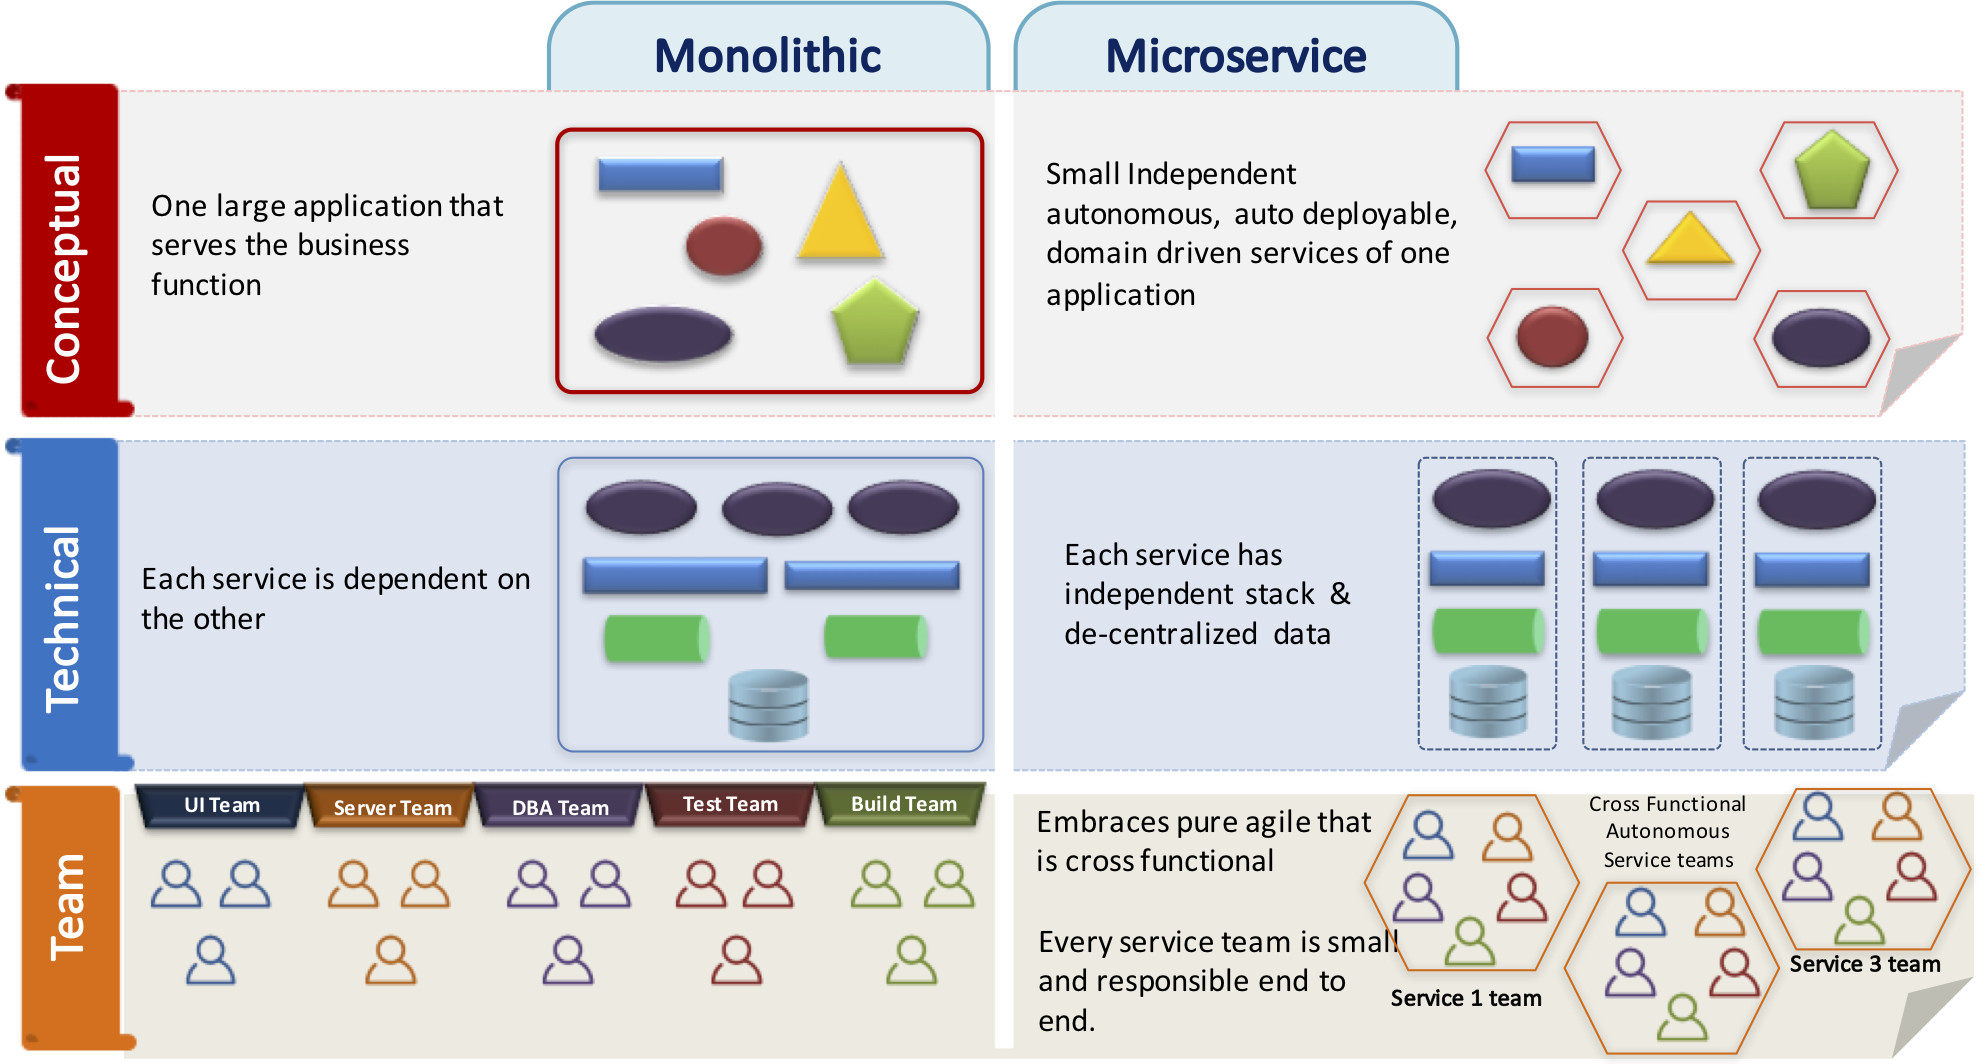 Monolithic
Microservice
Conceptual
One large application that
serves the business
function
Small Independent
autonomous, auto deployable,
domain driven services of one
application
Technical
Each service is dependent on
the other
Each service has
independent stack &
de-centralized data
Team
UI Team
Server Team
DBA Team
Test Team
Build Team
Embraces pure agile that
is cross functional
Every service team is small
and responsible end to
end.
Cross Functional
Autonomous
Service teams
Service 1 team
Service 3 team